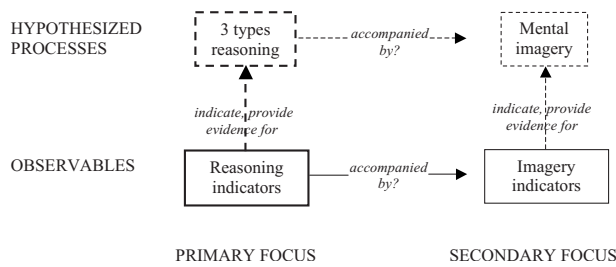 HYPOTHESIZED
PROCESSES
3 types
reasoning
accompanied
by?
Mental
imagery
indicate, provide
evidence for
indicate, provide
evidence for
OBSERVABLES
Reasoning
indicators
accompanied
by?
Imagery
indicators
PRIMARY FOCUS
SECONDARY FOCUS